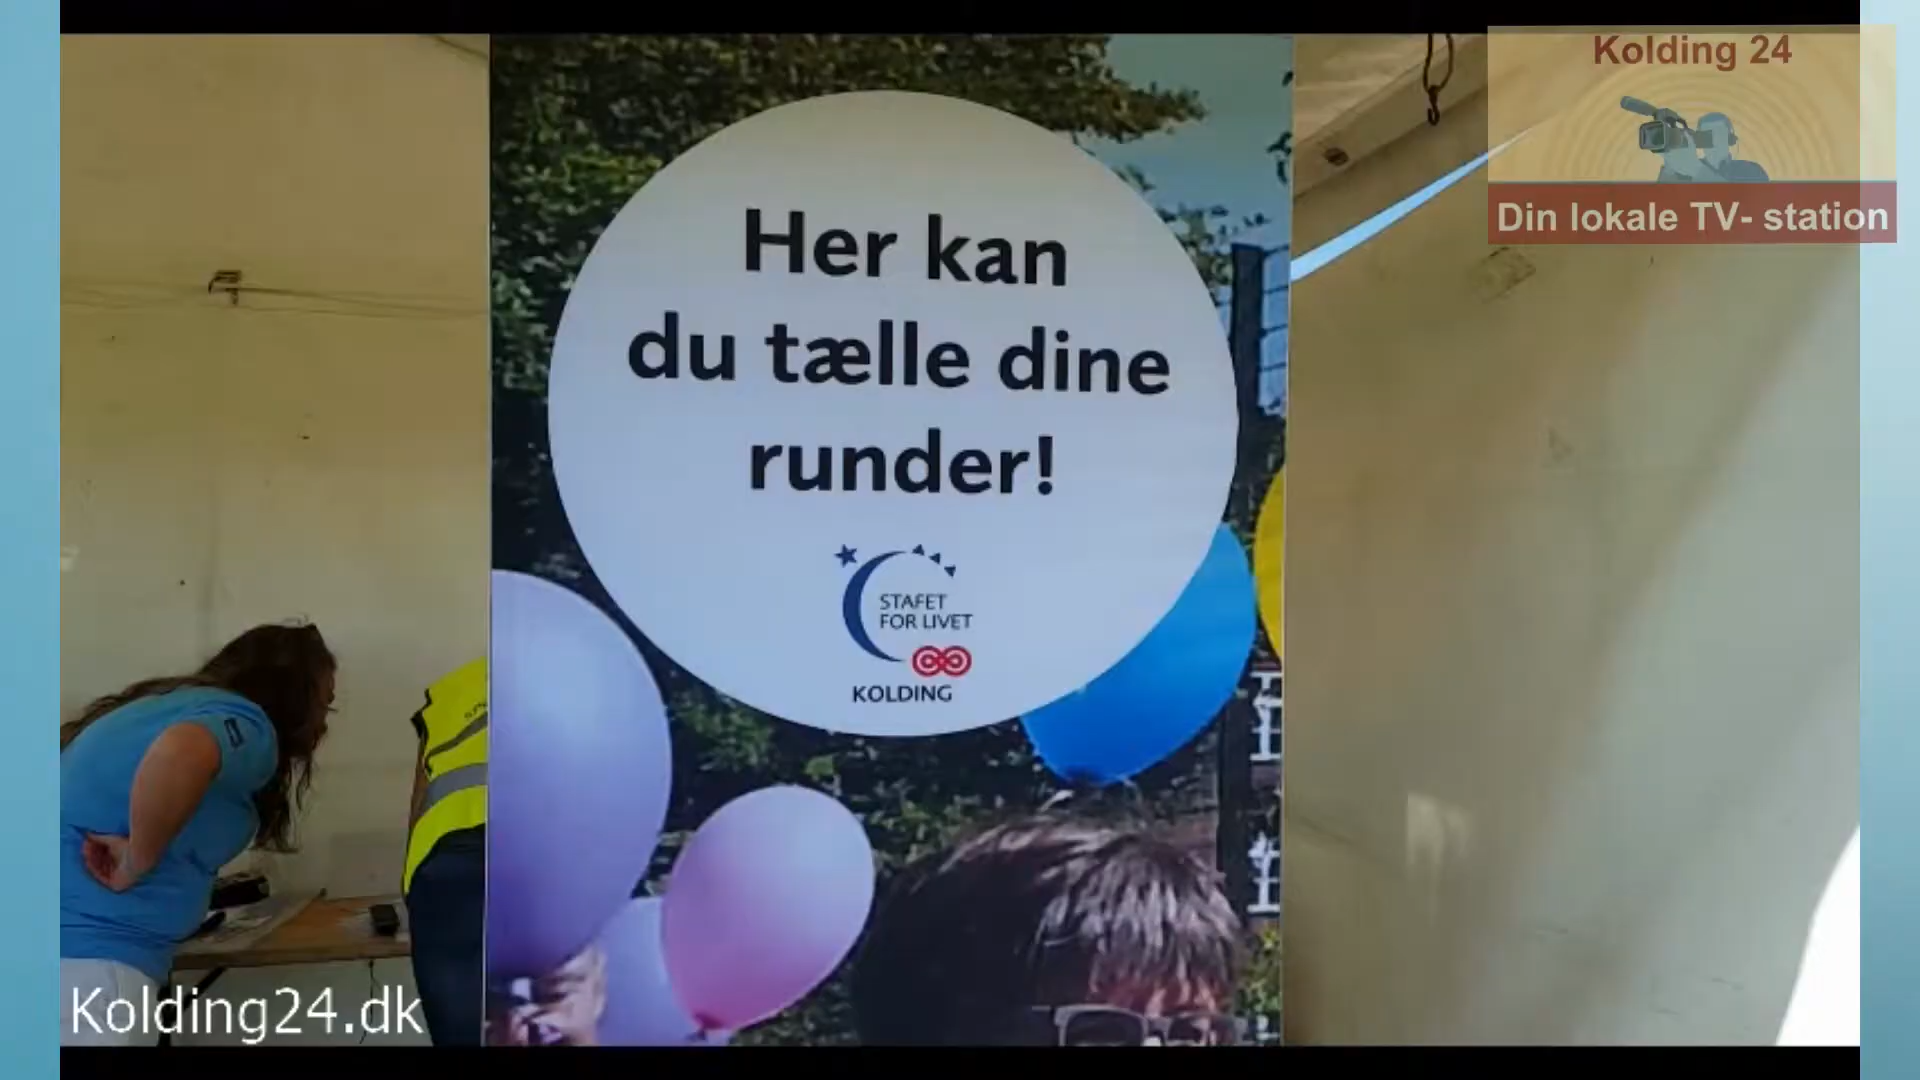 Kolding 24
Din lokale TV- station
Her kan
du tælle dine
runder!
STAFET
FOR LIVET
KOLDING
Kolding24.dk